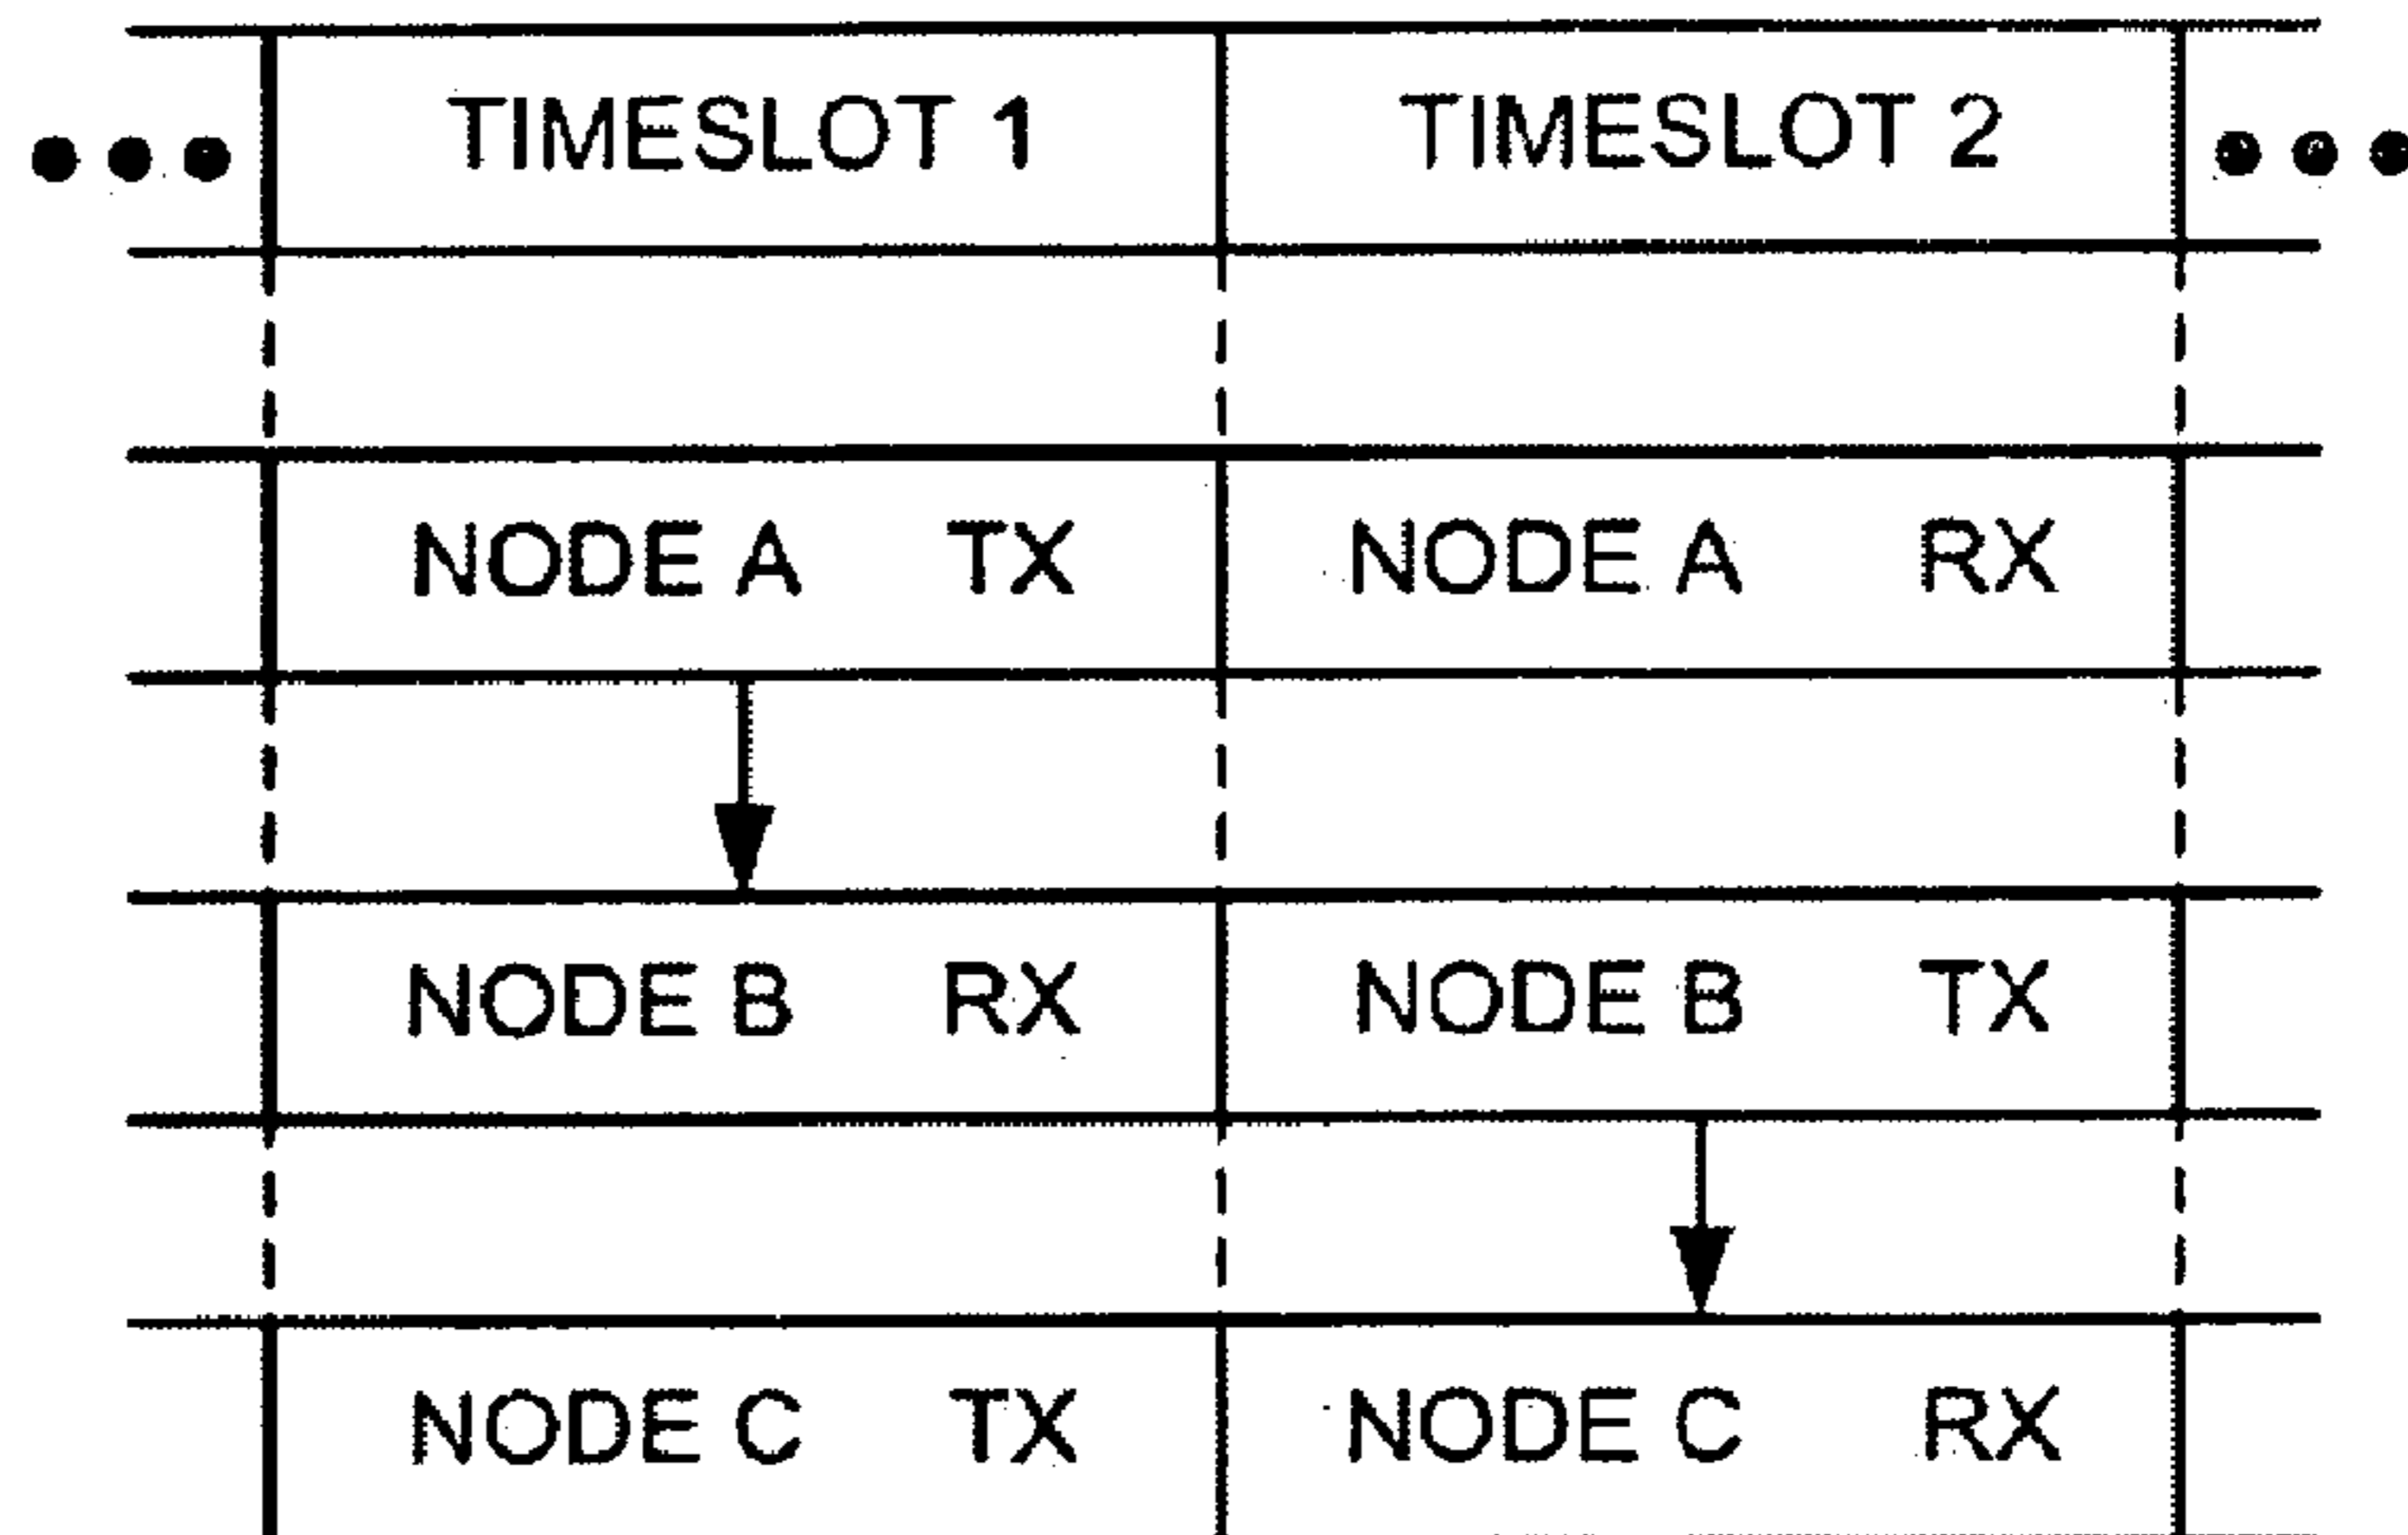 TIMESLOT 1 TIMESLOT 2
NODE A TX NODE A RX
NODE B RX NODE B TX
NODE C TX NODE C RX